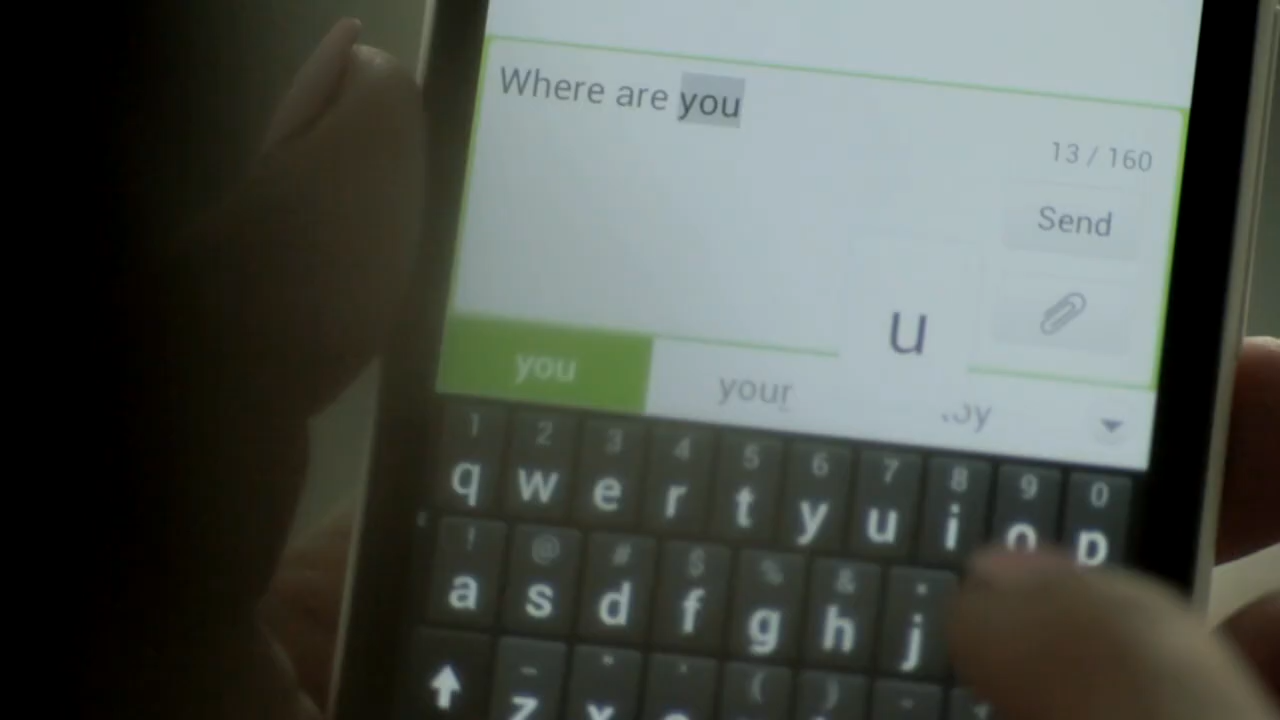 Where are you
13 / 160
Send
u
you
your
1 2 3 4 5 6 7 8 9 0
q w e r t y u i o p
! @ # $ % &
a s d f g h j
( )
z x